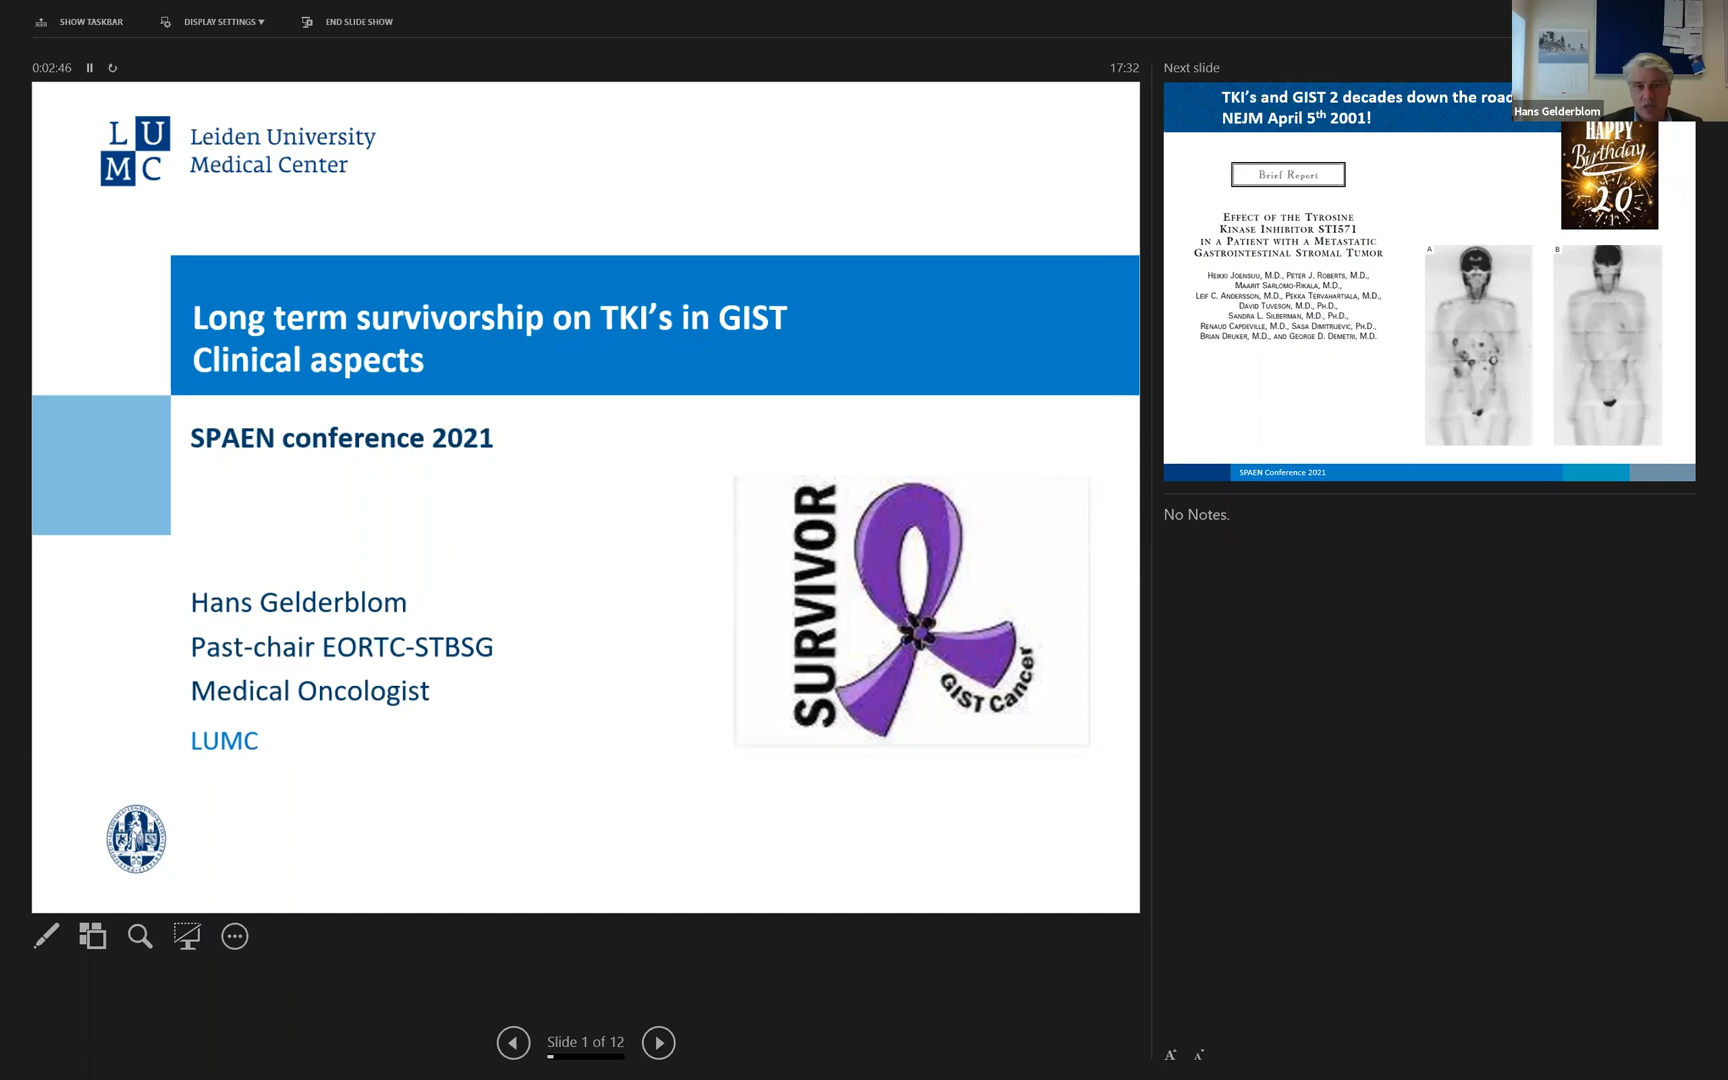 SHOW TASKBAR
DISPLAY SETTINGS ▼
END SLIDE SHOW
0:02:46
17:32
L U
M C
Leiden University
Medical Center
Long term survivorship on TKI's in GIST
Clinical aspects
SPAEN conference 2021
Hans Gelderblom
Past-chair EORTC-STBSG
Medical Oncologist
LUMC
SURVIVOR
GIST Cancer
Slide 1 of 12
Next slide
TKI's and GIST 2 decades down the road
NEJM April 5th 2001!
HAPPY
Birthday
20
Brief Report
EFFECT OF THE TYROSINE
KINASE INHIBITOR STI571
IN A PATIENT WITH A METASTATIC
GASTROINTESTINAL STROMAL TUMOR
HEIKKI JOENSUU, M.D., PETER J. ROBERTS, M.D.,
MAARIT SARLOMO-RIKALA, M.D.,
LEIF C. ANDERSSON, M.D., PEKKA TERVAHARTIALA, M.D.,
DAVID TUVESON, M.D., PH.D.,
SANDRA L. SILBERMAN, M.D., PH.D.,
RENAUD CAPDEVILLE, M.D., SASA DIMITRIJEVIC, PH.D.,
BRIAN DRUKER, M.D., AND GEORGE D. DEMETRI, M.D.
A
B
SPAEN Conference 2021
Hans Gelderblom
No Notes.
A A